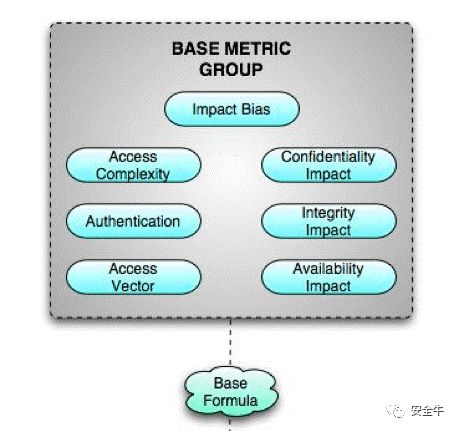 BASE METRIC
GROUP
Impact Bias
Access
Complexity
Confidentiality
Impact
Authentication
Integrity
Impact
Access
Vector
Availability
Impact
Base
Formula
安全牛